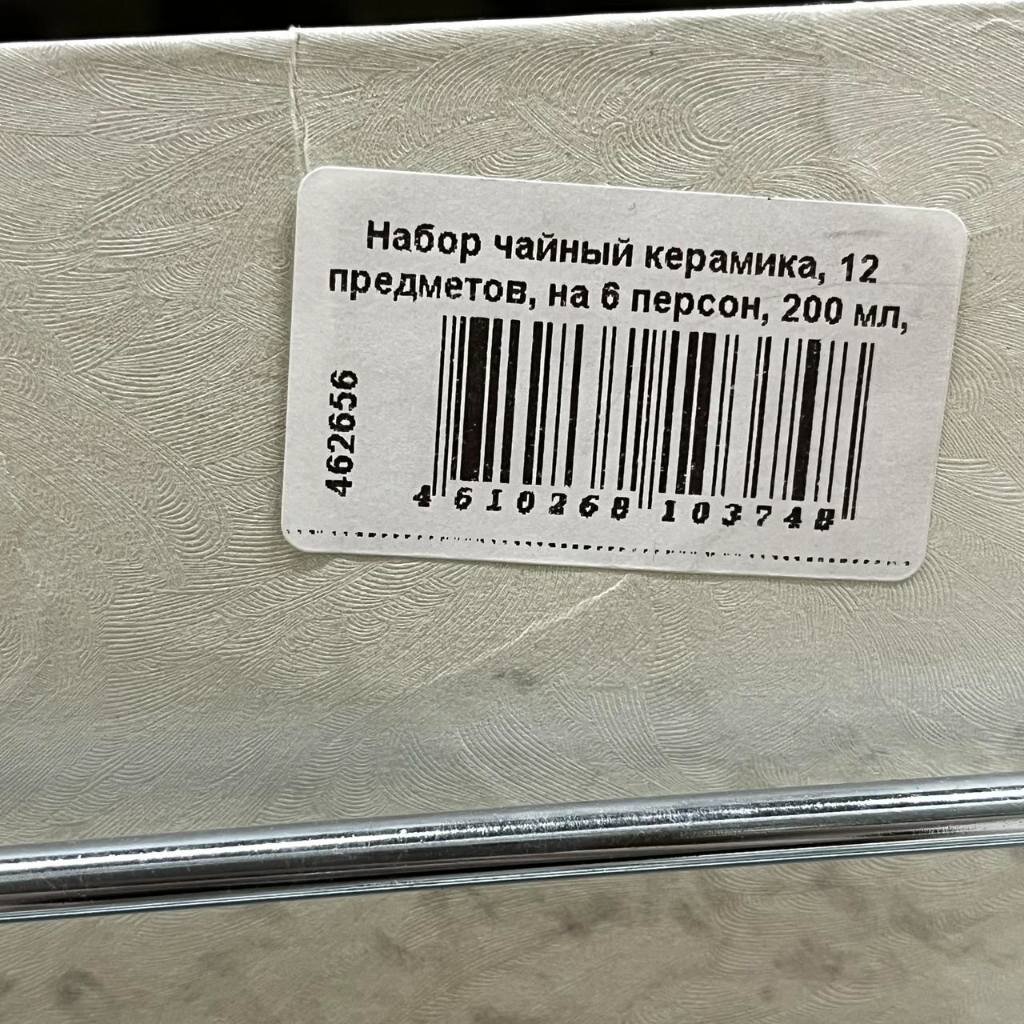 Набор чайный керамика, 12
предметов, на 6 персон, 200 мл,
462656
4 610268 103748